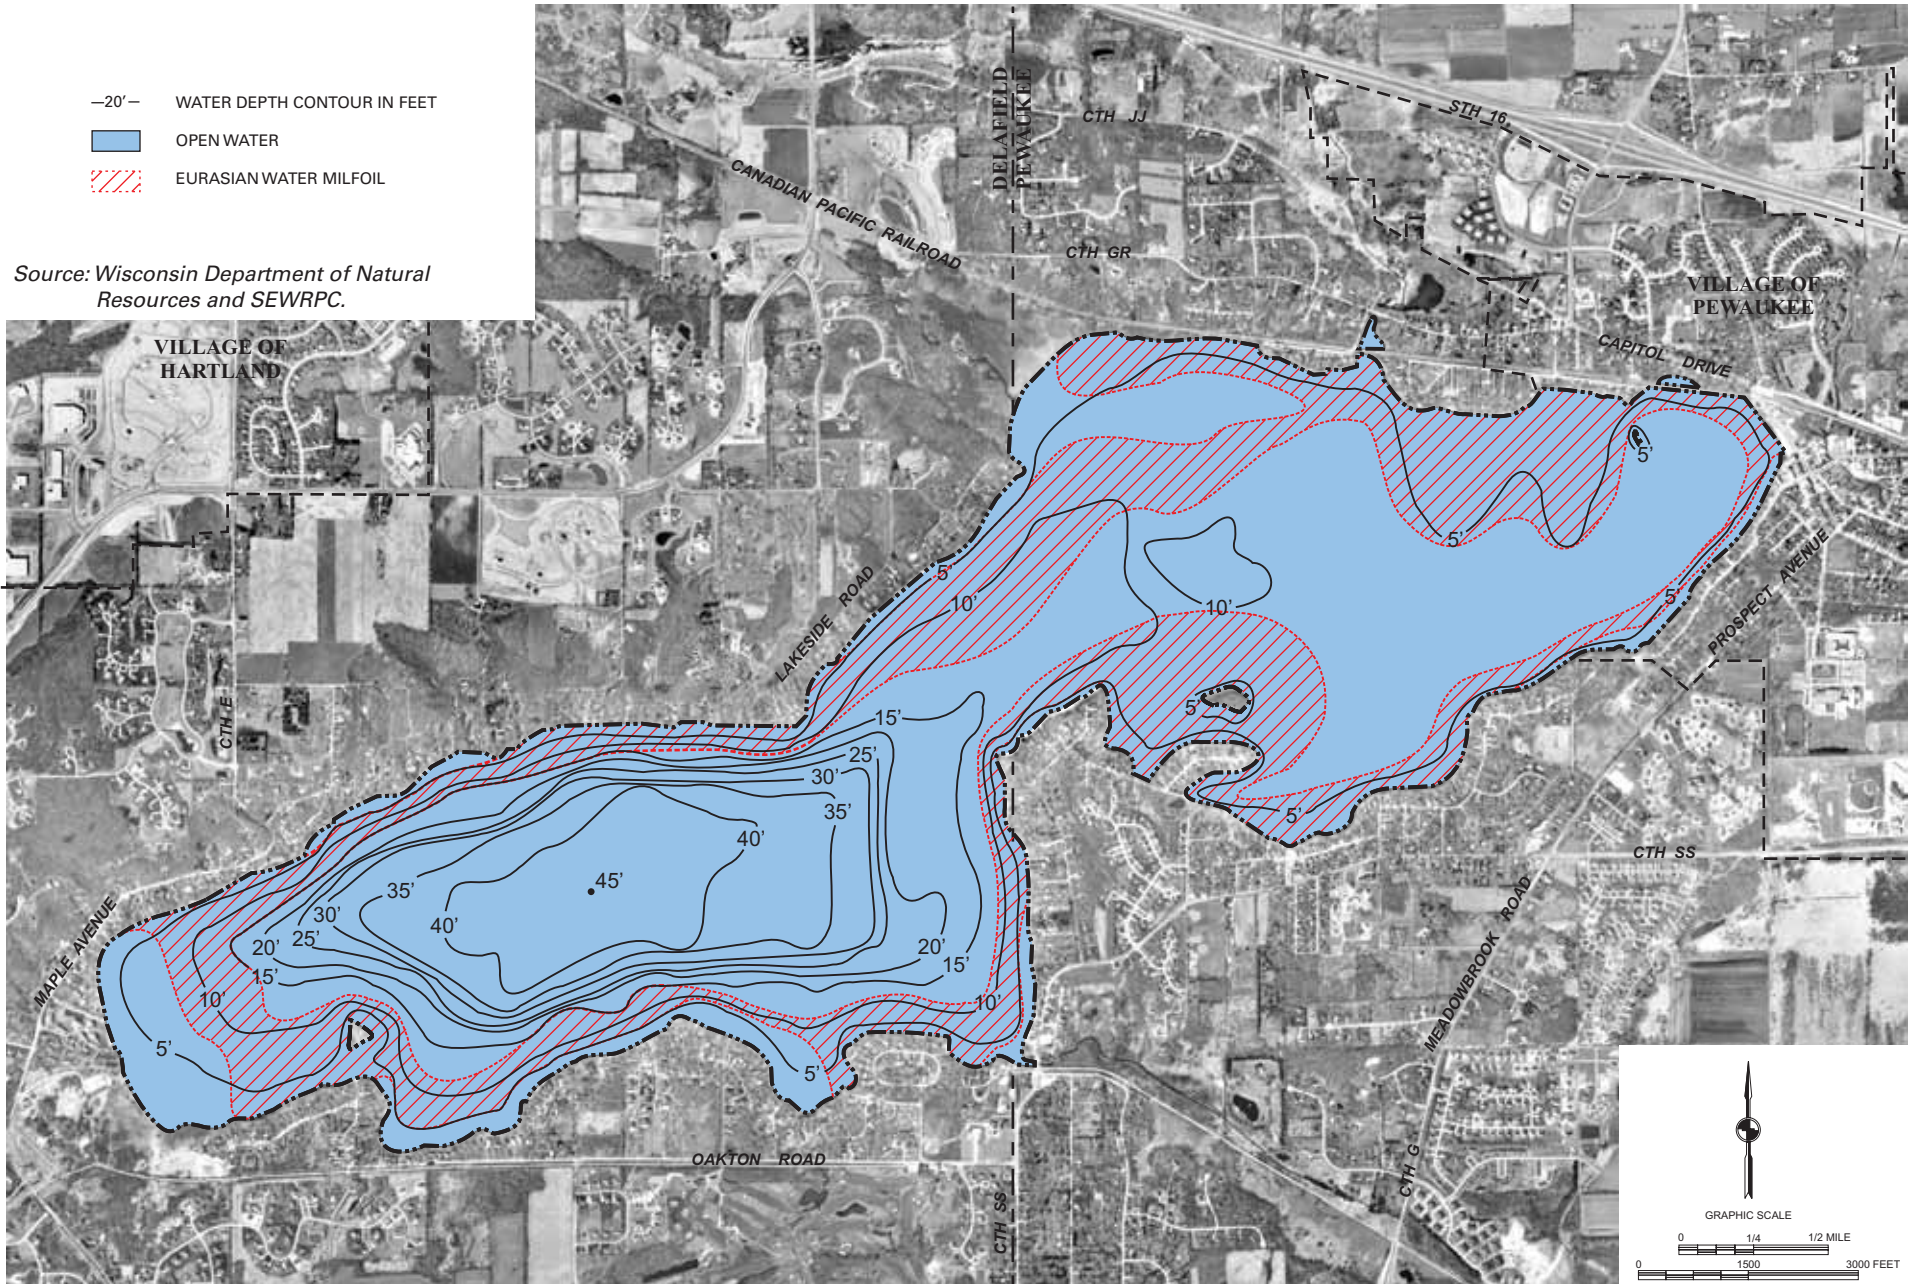 —20'— WATER DEPTH CONTOUR IN FEET
OPEN WATER
EURASIAN WATER MILFOIL
Source: Wisconsin Department of Natural
Resources and SEWRPC.
VILLAGE OF
HARTLAND
DELAFIELD
PEWAUKEE
CTH JJ
STH 16
CANADIAN PACIFIC RAILROAD
CTH GR
VILLAGE OF
PEWAUKEE
CAPITOL DRIVE
5'
5'
5'
10'
10'
5'
PROSPECT AVENUE
LAKESIDE ROAD
CTH E
5'
15'
25'
30'
35'
40'
5'
45'
35'
40'
30'
25'
20'
15'
20'
15'
10'
10'
5'
5'
CTH SS
MAPLE AVENUE
MEADOWBROOK ROAD
OAKTON ROAD
CTH G
CTH SS
GRAPHIC SCALE
0 1/4 1/2 MILE
0 1500 3000 FEET